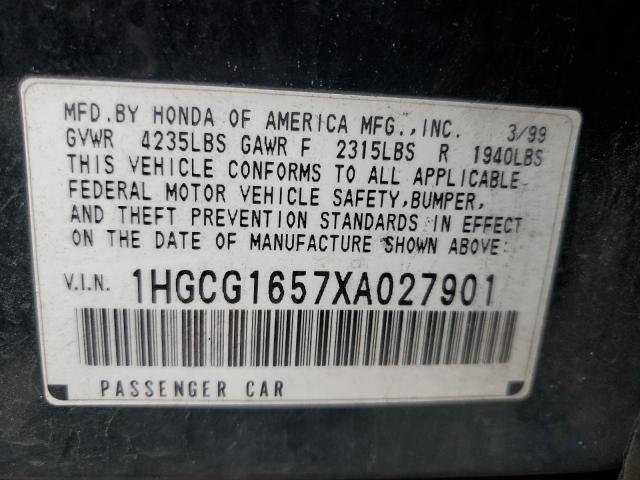 MFD.BY HONDA OF AMERICA MFG.,INC. 3/99
GVWR 4235LBS GAWR F 2315LBS R 1940LBS
THIS VEHICLE CONFORMS TO ALL APPLICABLE
FEDERAL MOTOR VEHICLE SAFETY,BUMPER,
AND THEFT PREVENTION STANDARDS IN EFFECT
ON THE DATE OF MANUFACTURE SHOWN ABOVE:
V.I.N. 1HGCG1657XA027901
PASSENGER CAR